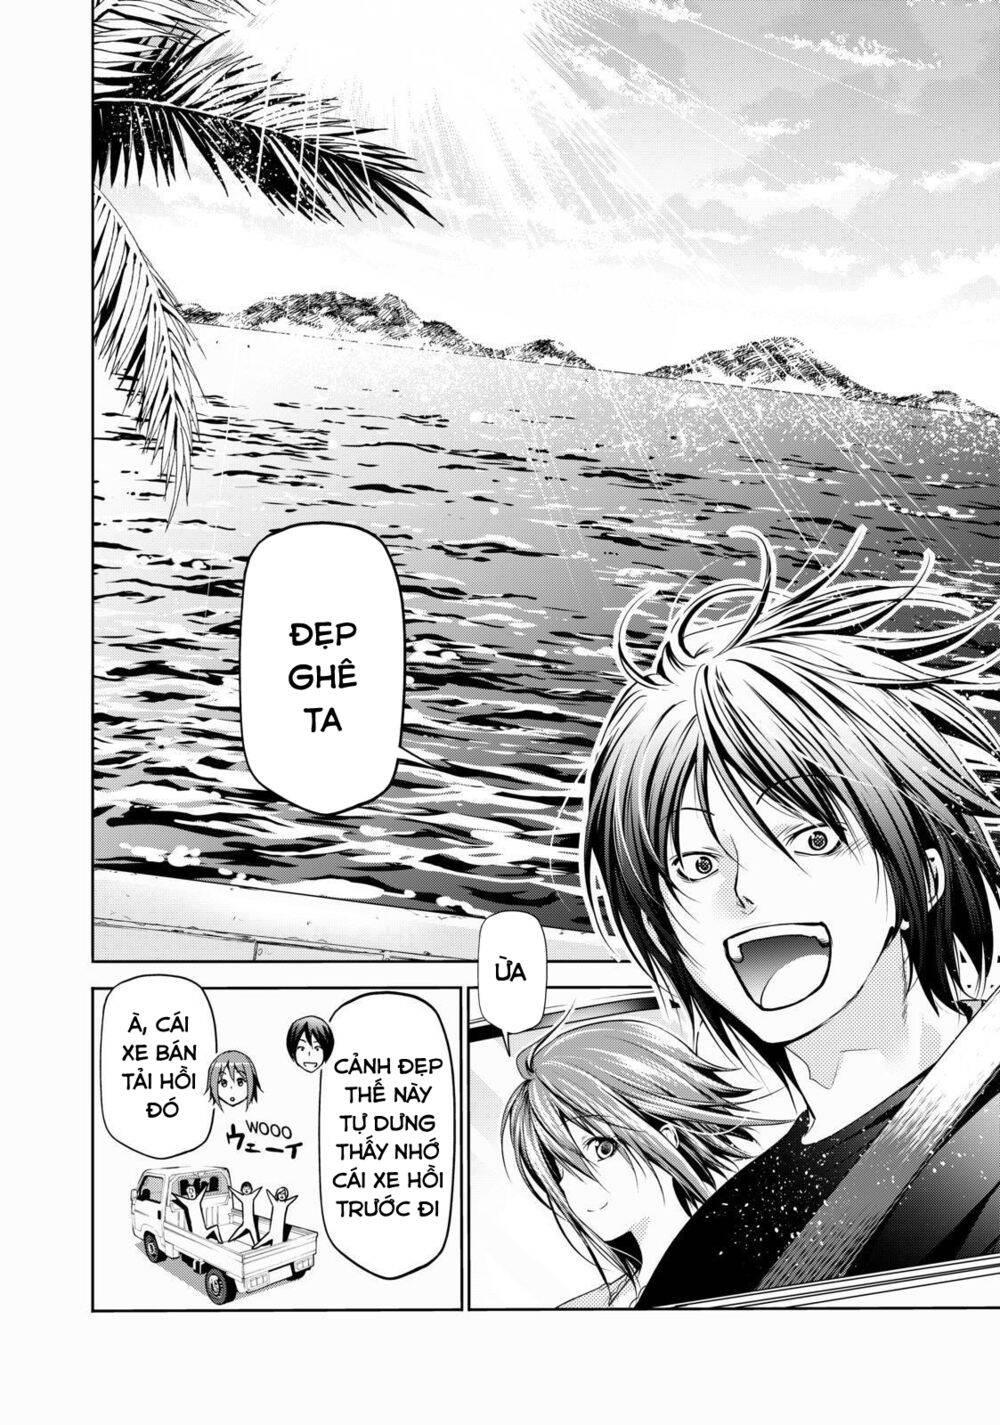 ĐẸP
GHÊ
TA
ỪA
CẢNH ĐẸP
THẾ NÀY
TỰ DƯNG
THẤY NHỚ
CÁI XE HỒI
TRƯỚC ĐI
À, CÁI
XE BÁN
TẢI HỒI
ĐÓ
WOOO
ウェーイ